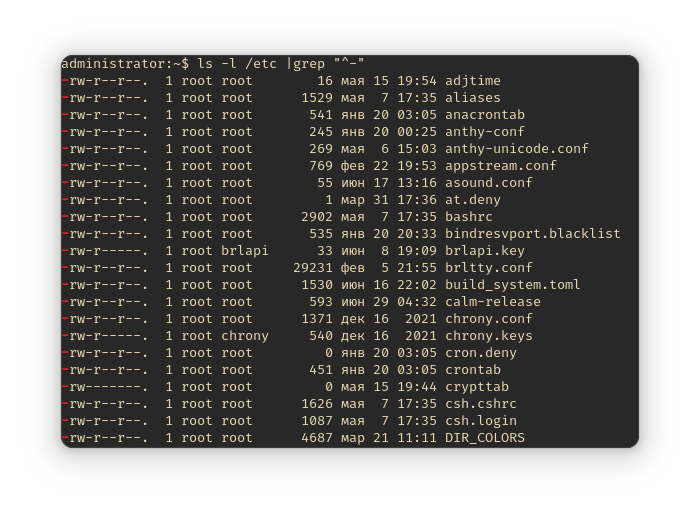 administrator:~$ ls -l /etc |grep "^-"
-rw-r--r--.  1 root root        16 мая 15 19:54 adjtime
-rw-r--r--.  1 root root      1529 мая  7 17:35 aliases
-rw-r--r--.  1 root root       541 янв 20 03:05 anacrontab
-rw-r--r--.  1 root root       245 янв 20 00:25 anthy-conf
-rw-r--r--.  1 root root       269 мая  6 15:03 anthy-unicode.conf
-rw-r--r--.  1 root root       769 фев 22 19:53 appstream.conf
-rw-r--r--.  1 root root        55 июн 17 13:16 asound.conf
-rw-r--r--.  1 root root         1 мар 31 17:36 at.deny
-rw-r--r--.  1 root root      2902 мая  7 17:35 bashrc
-rw-r--r--.  1 root root       535 янв 20 20:33 bindresvport.blacklist
-rw-r-----.  1 root brlapi      33 июн  8 19:09 brlapi.key
-rw-r--r--.  1 root root     29231 фев  5 21:55 brltty.conf
-rw-r--r--.  1 root root      1530 июн 16 22:02 build_system.toml
-rw-r--r--.  1 root root       593 июн 29 04:32 calm-release
-rw-r--r--.  1 root root      1371 дек 16  2021 chrony.conf
-rw-r-----.  1 root chrony     540 дек 16  2021 chrony.keys
-rw-r--r--.  1 root root         0 янв 20 03:05 cron.deny
-rw-r--r--.  1 root root       451 янв 20 03:05 crontab
-rw-------.  1 root root         0 мая 15 19:44 crypttab
-rw-r--r--.  1 root root      1626 мая  7 17:35 csh.cshrc
-rw-r--r--.  1 root root      1087 мая  7 17:35 csh.login
-rw-r--r--.  1 root root      4687 мар 21 11:11 DIR_COLORS